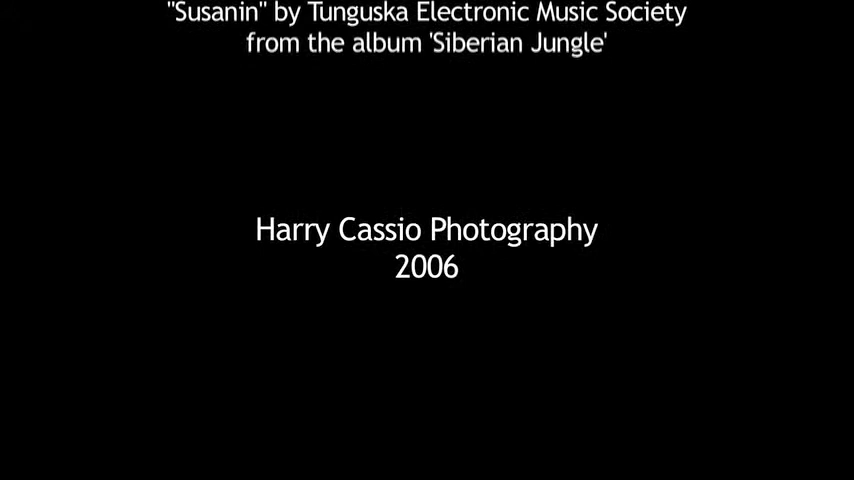 "Susanin" by Tunguska Electronic Music Society
from the album 'Siberian Jungle'
Harry Cassio Photography
2006